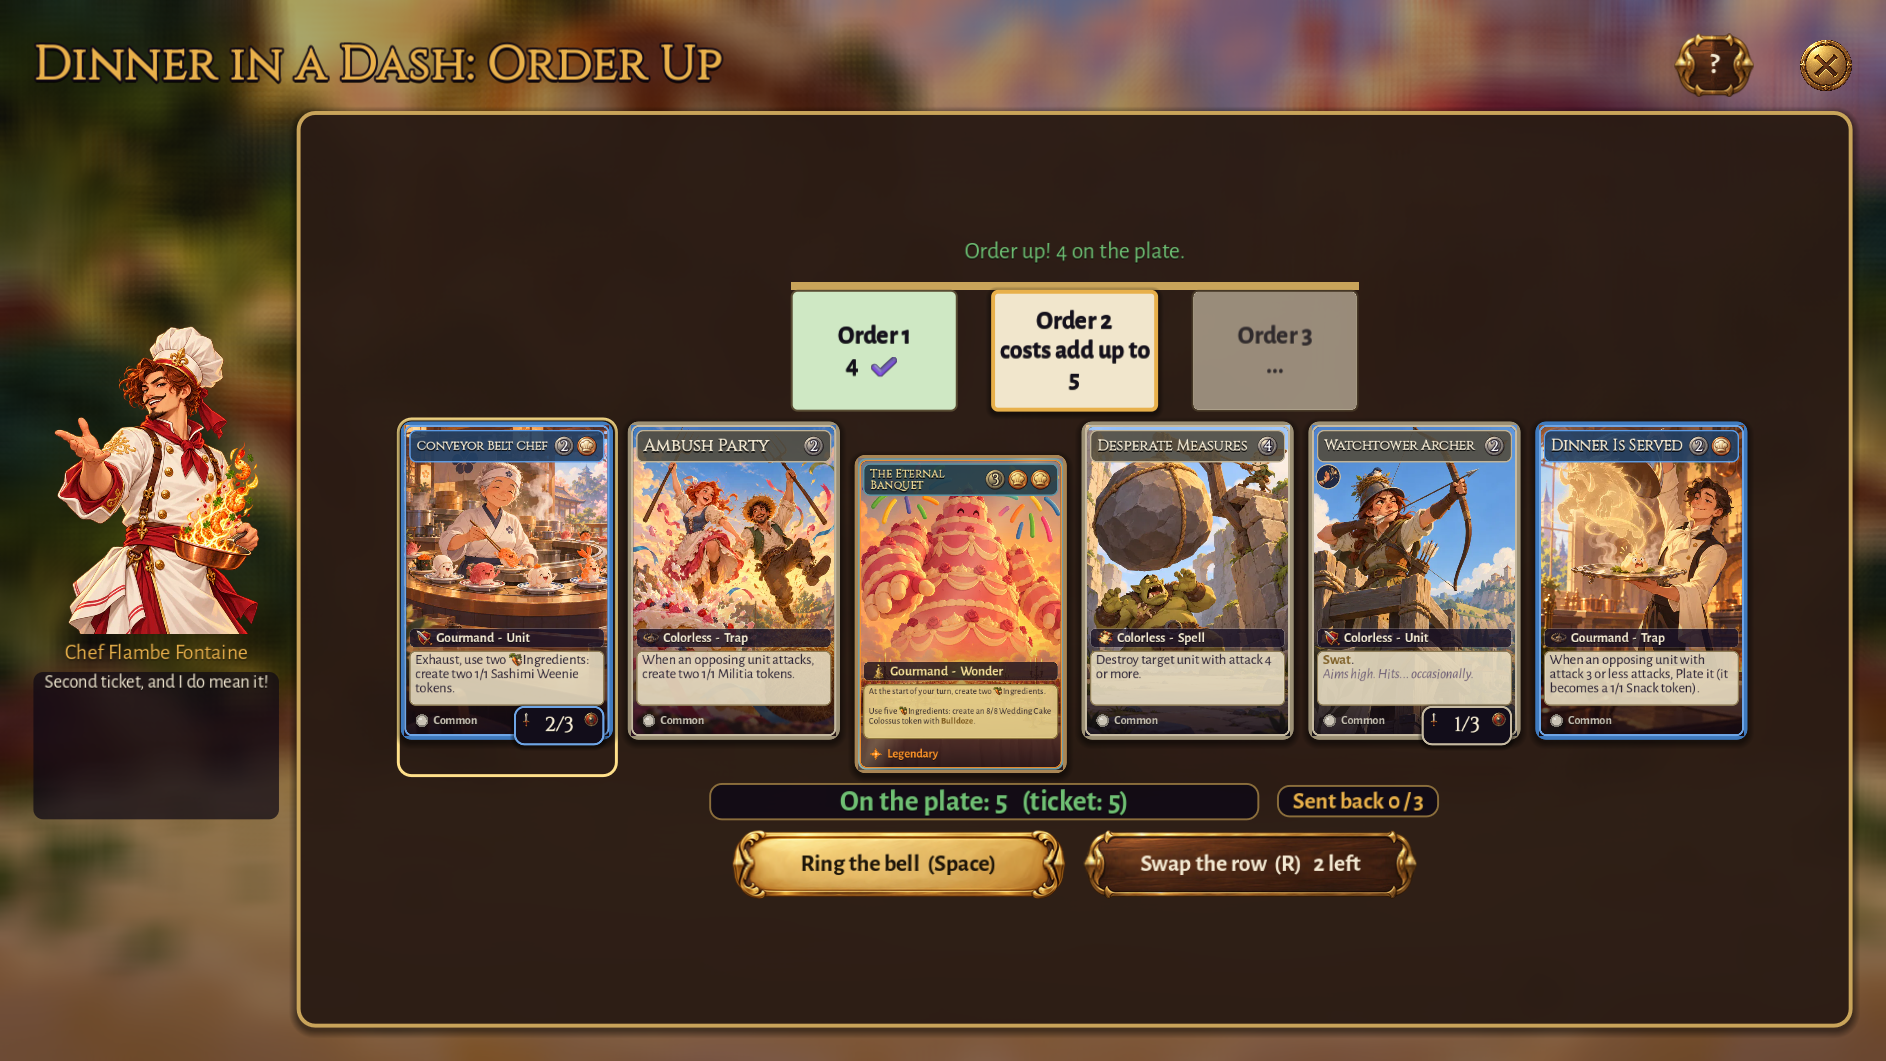 Dinner in a Dash: Order Up
?
Order up! 4 on the plate.
Order 1
4
Order 2
costs add up to
5
Order 3
...
Conveyor Belt Chef 2
Gourmand - Unit
Exhaust, use two Ingredients:
create two 1/1 Sashimi Weenie
tokens.
Common
2/3
Ambush Party 2
Colorless - Trap
When an opposing unit attacks,
create two 1/1 Militia tokens.
Common
The Eternal
Banquet 3
Gourmand - Wonder
At the start of your turn, create two Ingredients.
Use five Ingredients: create an 8/8 Wedding Cake
Colossus token with Bulldoze.
Legendary
Desperate Measures 4
Colorless - Spell
Destroy target unit with attack 4
or more.
Common
Watchtower Archer 2
Colorless - Unit
Swat.
Aims high. Hits... occasionally.
Common
1/3
Dinner Is Served 2
Gourmand - Trap
When an opposing unit with
attack 3 or less attacks, Plate it (it
becomes a 1/1 Snack token).
Common
Chef Flambe Fontaine
Second ticket, and I do mean it!
On the plate: 5 (ticket: 5)
Sent back 0/3
Ring the bell (Space)
Swap the row (R) 2 left